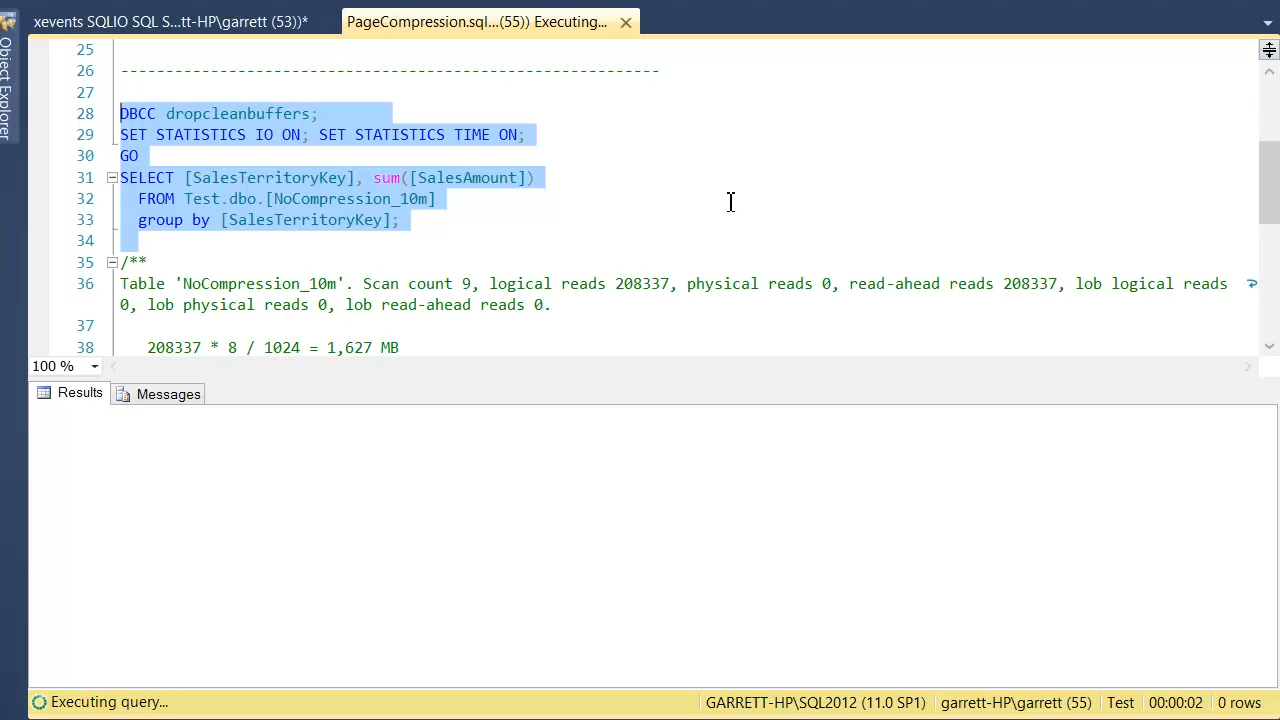 xevents SQLIO SQL S...tt-HP\garrett (53))*
PageCompression.sql...(55)) Executing...
Object Explorer
25
26 ------------------------------------------------------------
27
28 DBCC dropcleanbuffers;
29 SET STATISTICS IO ON; SET STATISTICS TIME ON;
30 GO
31 SELECT [SalesTerritoryKey], sum([SalesAmount])
32 FROM Test.dbo.[NoCompression_10m]
33 group by [SalesTerritoryKey];
34
35 /**
36 Table 'NoCompression_10m'. Scan count 9, logical reads 208337, physical reads 0, read-ahead reads 208337, lob logical reads
0, lob physical reads 0, lob read-ahead reads 0.
37
38 208337 * 8 / 1024 = 1,627 MB
100 %
Results Messages
Executing query... GARRETT-HP\SQL2012 (11.0 SP1) garrett-HP\garrett (55) Test 00:00:02 0 rows